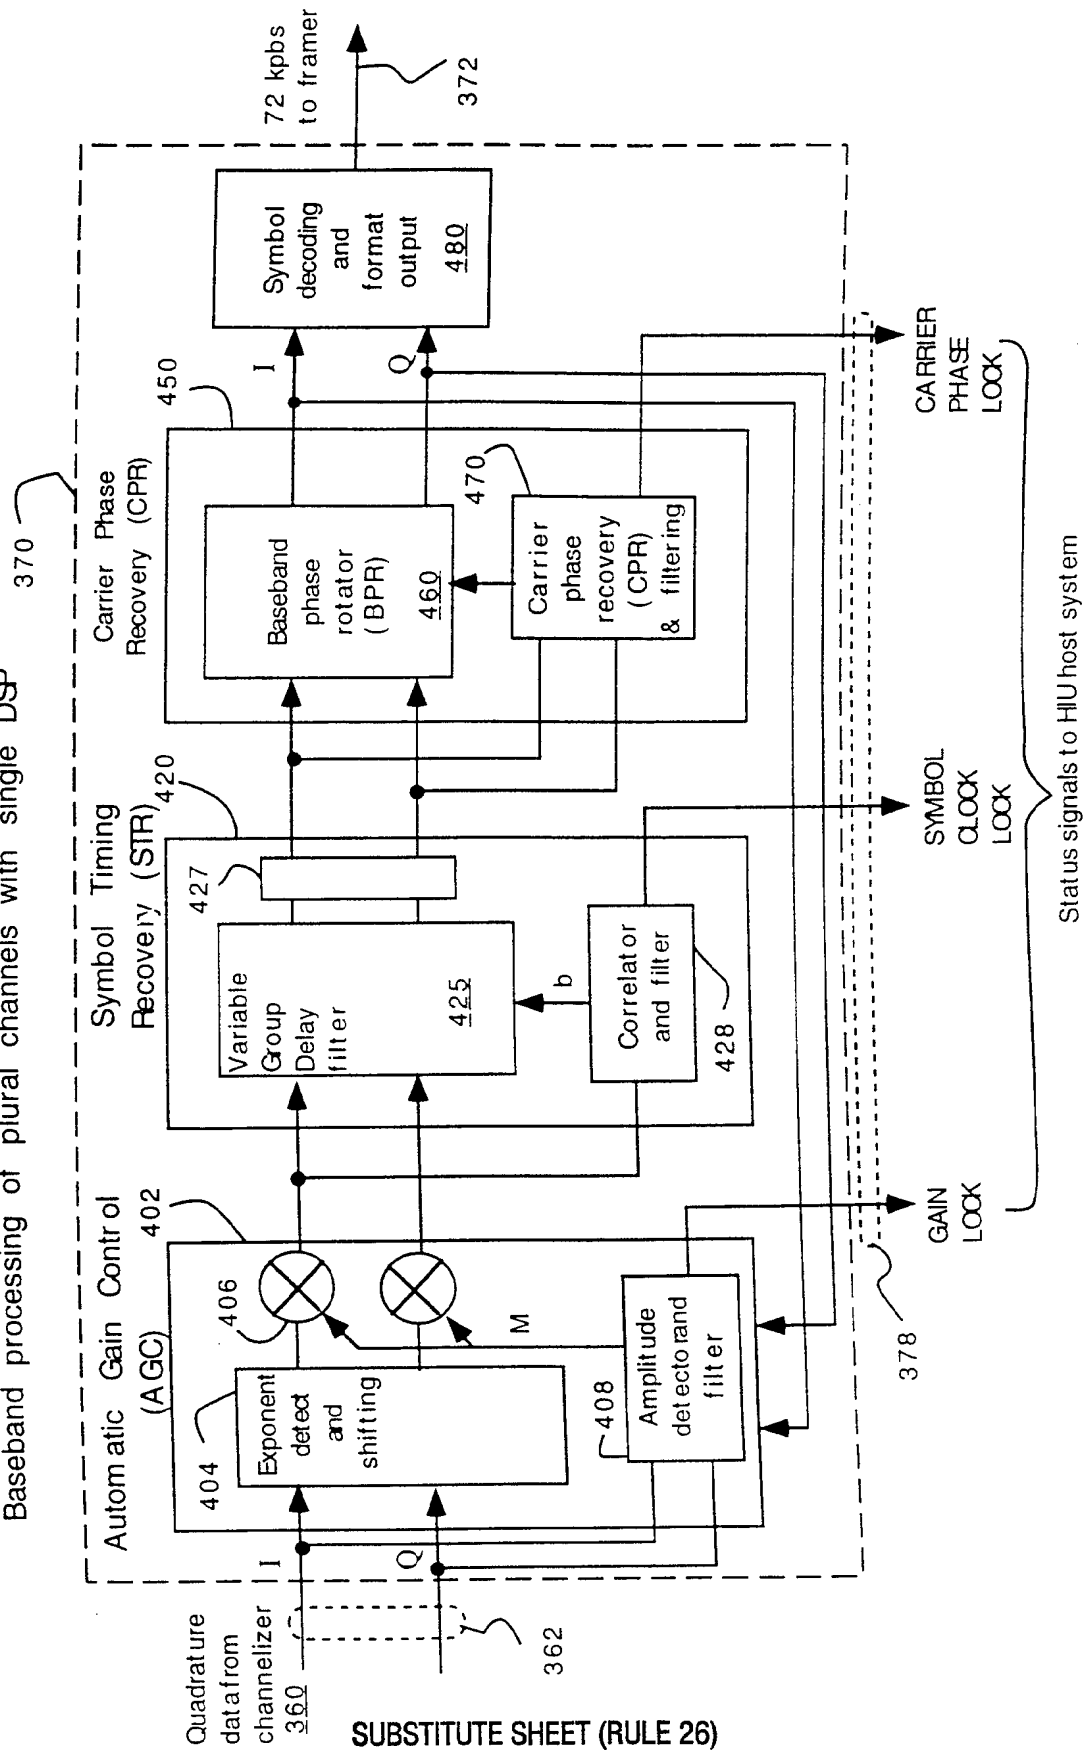 Baseband processing of plural channels with single DSP
370
Automatic Gain Control
(AGC)
402
Symbol Timing
Recovery (STR)
420
Carrier Phase
Recovery (CPR)
450
72 kpbs
to framer
372
Quadrature
datafrom
channelizer
360
I
Q
362
404
Exponent
detect
and
shifting
406
M
408
Amplitude
detectorand
filter
Variable
Group
Delay
filter
425
427
b
Correlator
and filter
428
Baseband
phase
rotator
(BPR)
460
470
Carrier
phase
recovery
(CPR)
& filtering
I
Q
Symbol
decoding
and
format
output
480
378
GAIN
LOCK
SYMBOL
CLOCK
LOCK
CARRIER
PHASE
LOCK
Status signals to HIU host system
SUBSTITUTE SHEET (RULE 26)